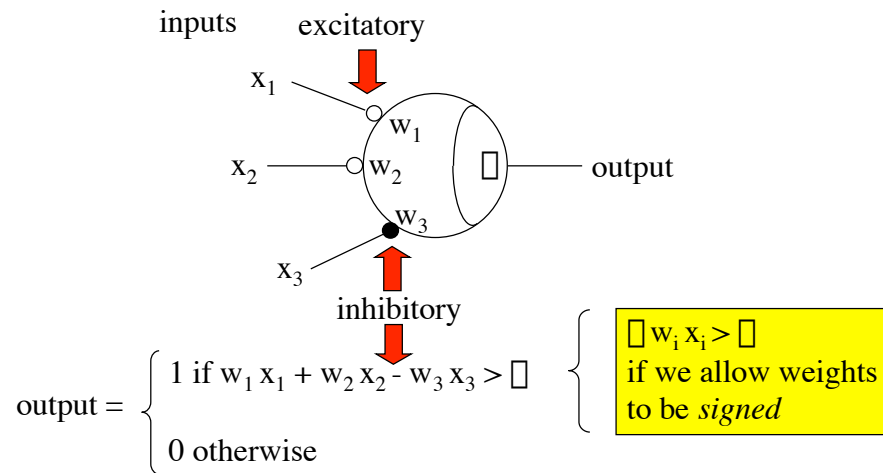 inputs excitatory
x₁
w₁
x₂ w₂ ▯ output
w₃
x₃
inhibitory
▯ wᵢ xᵢ > ▯
if we allow weights
to be signed
output =
1 if w₁ x₁ + w₂ x₂ - w₃ x₃ > ▯
0 otherwise